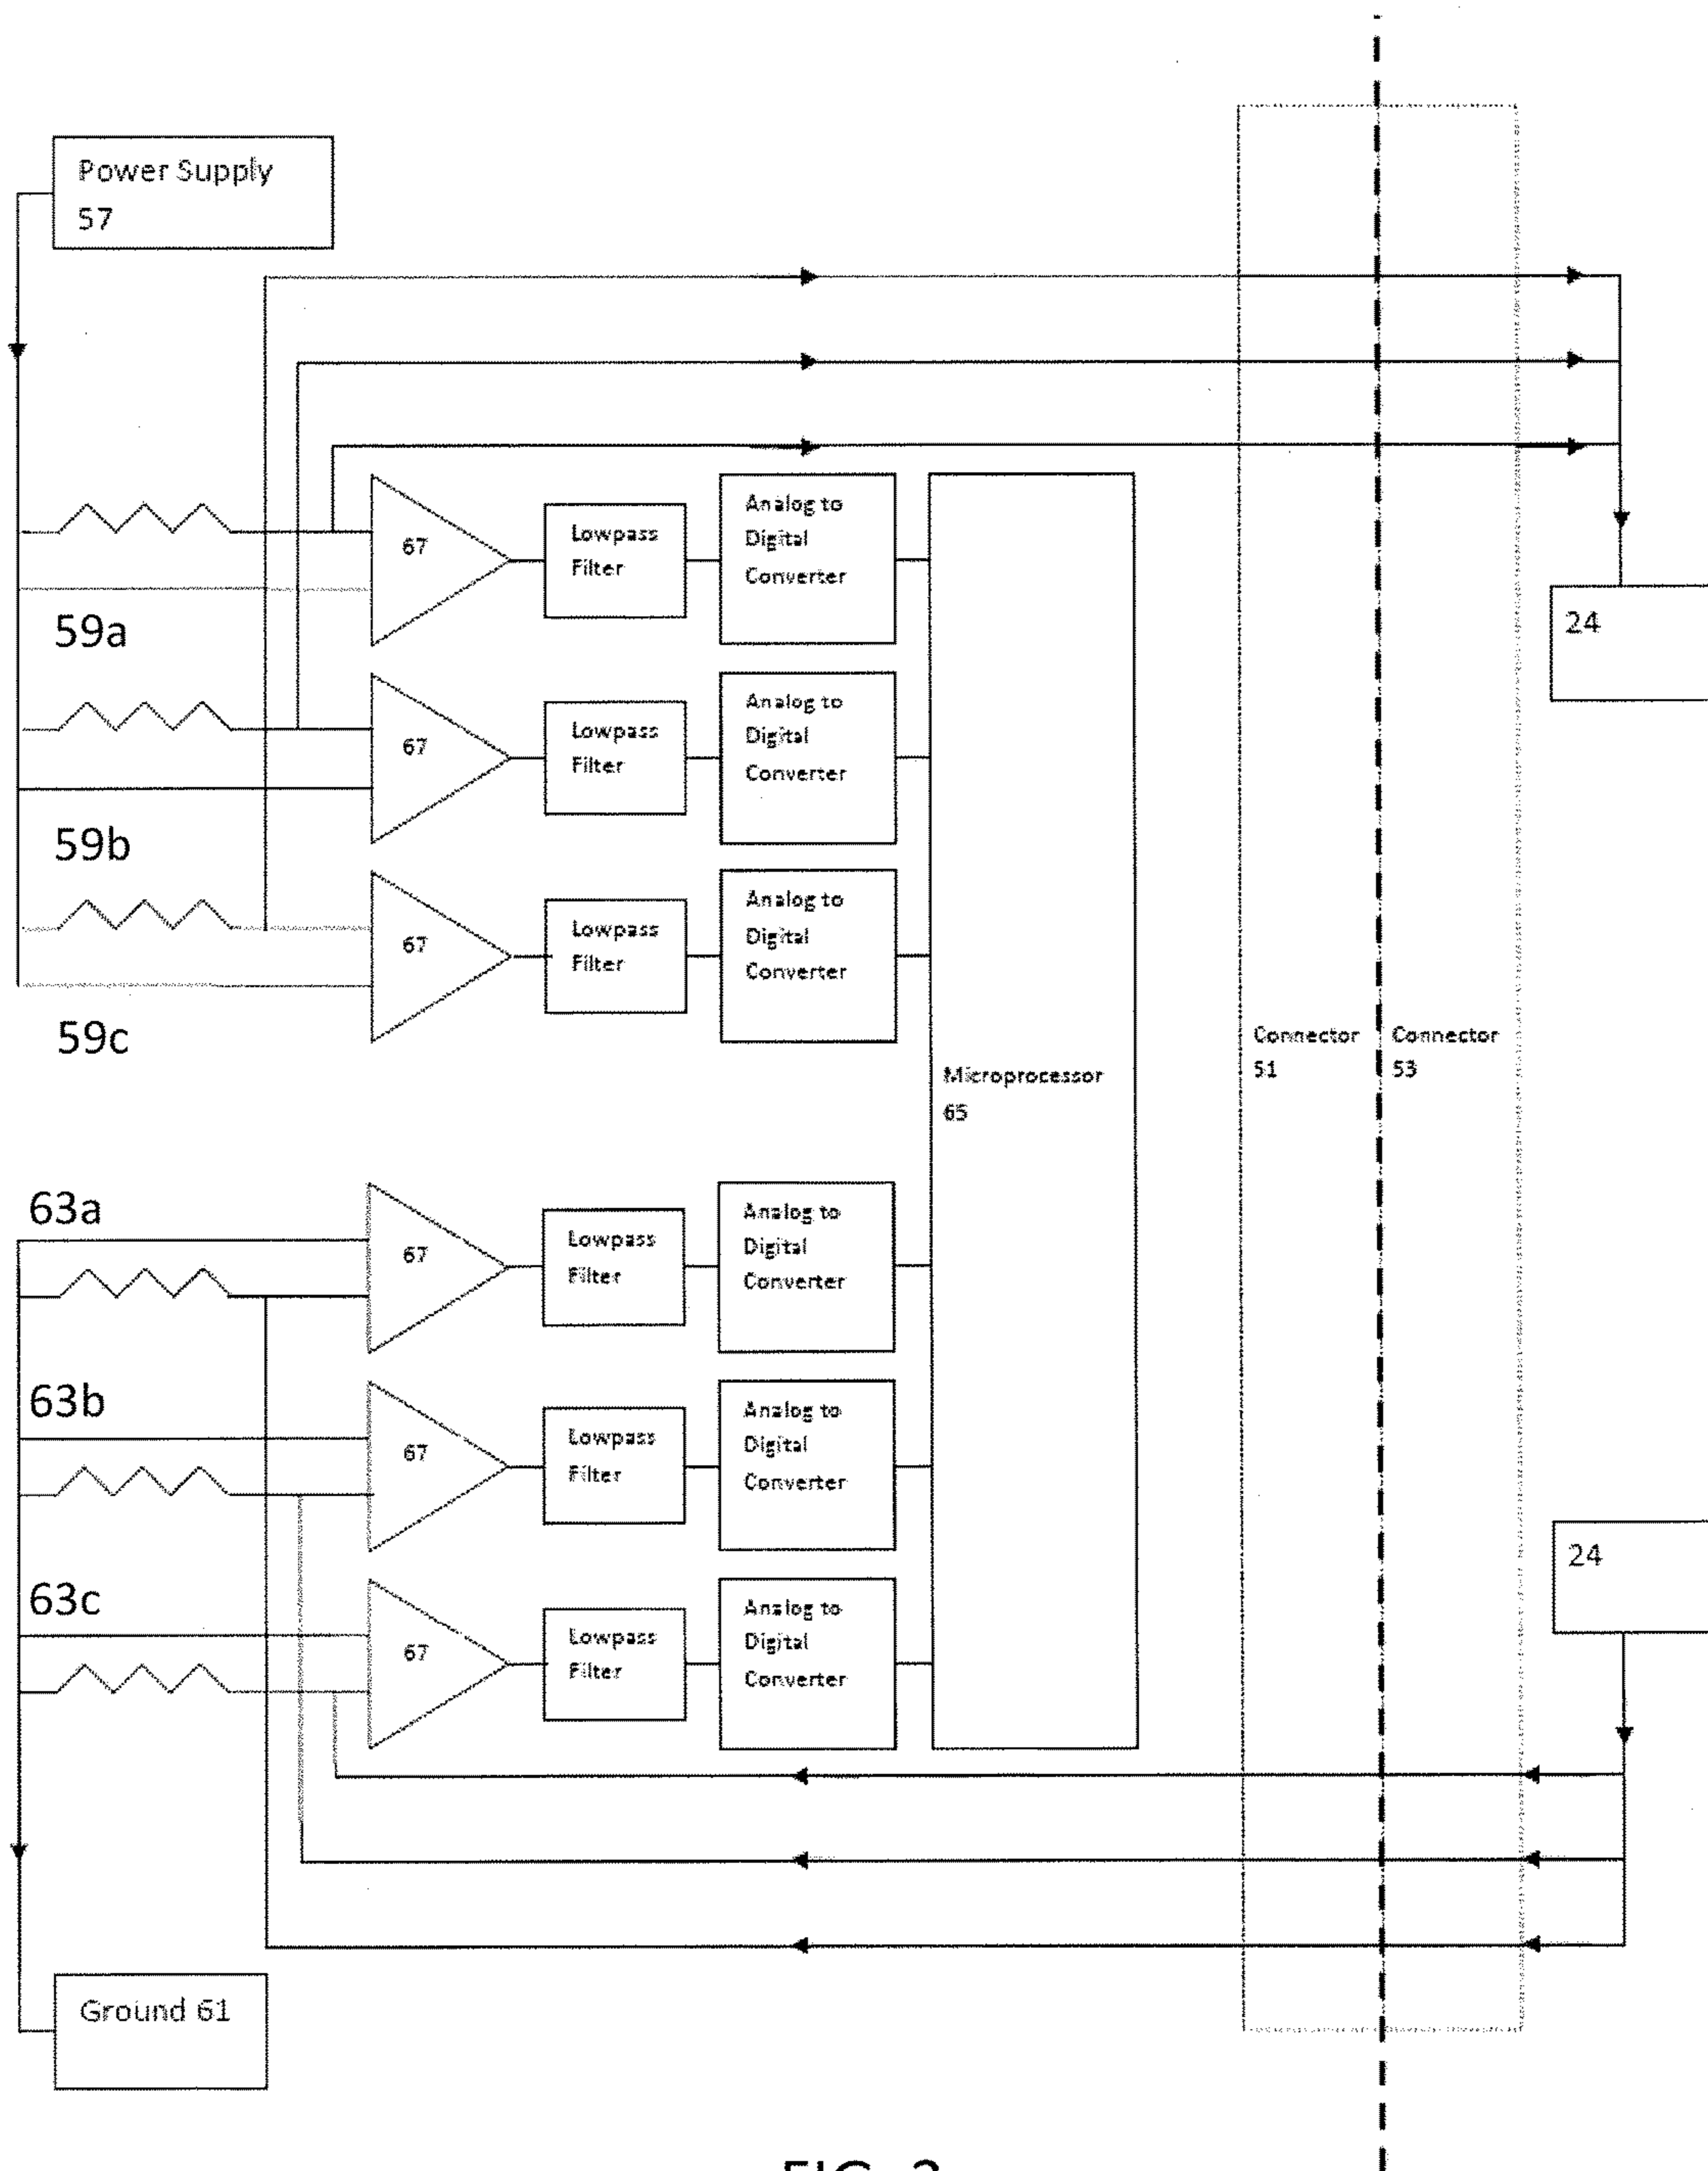 Power Supply
57
59a
67
Lowpass
Filter
Analog to
Digital
Converter
59b
67
Lowpass
Filter
Analog to
Digital
Converter
59c
67
Lowpass
Filter
Analog to
Digital
Converter
24
Microprocessor
65
Connector
51
Connector
53
63a
67
Lowpass
Filter
Analog to
Digital
Converter
63b
67
Lowpass
Filter
Analog to
Digital
Converter
63c
67
Lowpass
Filter
Analog to
Digital
Converter
24
Ground 61